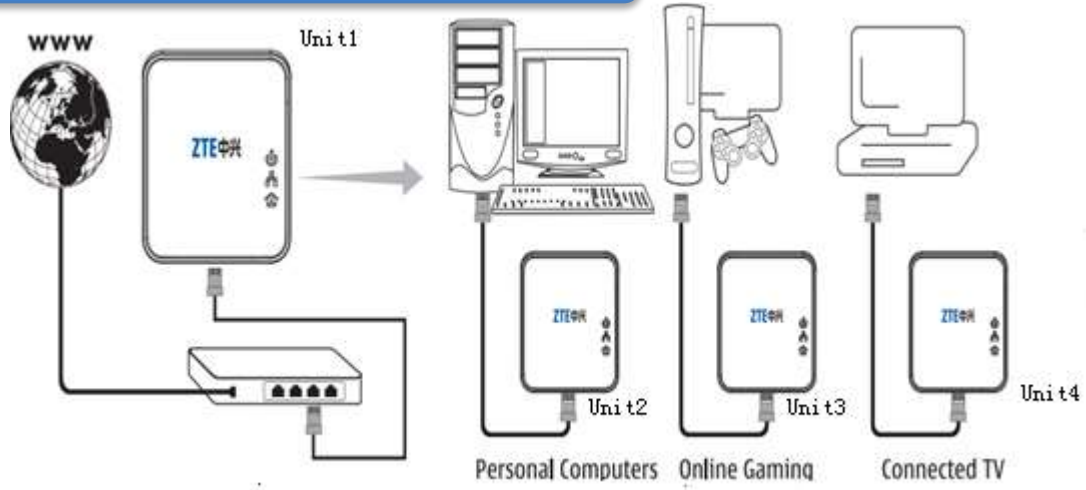 WWW
Unit1
ZTE中兴
ZTE中兴
ZTE中兴
ZTE中兴
Unit2
Unit3
Unit4
Personal Computers
Online Gaming
Connected TV